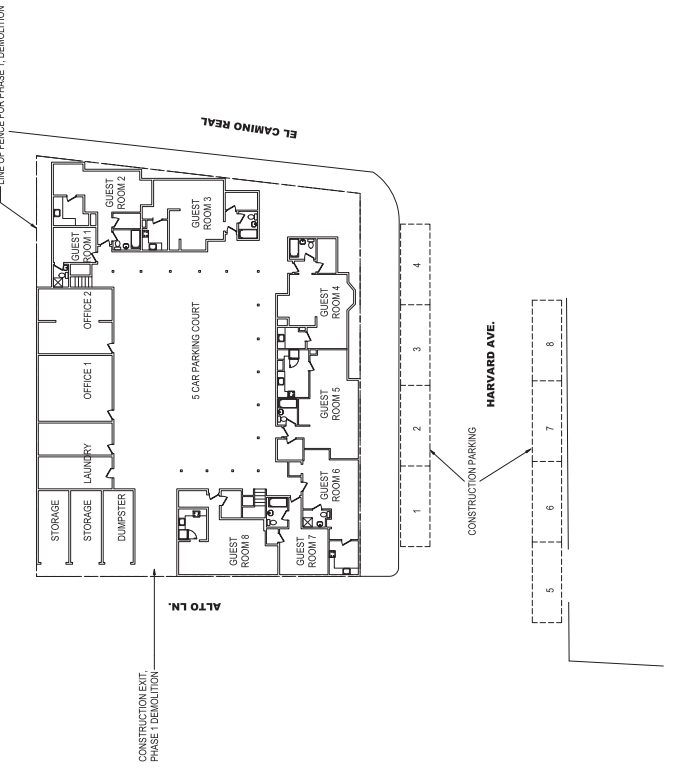 LINE OF FENCE FOR PHASE 1, DEMOLITION
EL CAMINO REAL
GUEST
ROOM 2
GUEST
ROOM 3
GUEST
ROOM 1
OFFICE 2
OFFICE 1
LAUNDRY
STORAGE
STORAGE
DUMPSTER
5 CAR PARKING COURT
GUEST
ROOM 4
GUEST
ROOM 5
GUEST
ROOM 6
GUEST
ROOM 7
GUEST
ROOM 8
ALTO LN.
CONSTRUCTION EXIT,
PHASE 1 DEMOLITION
4
3
2
1
HARVARD AVE.
CONSTRUCTION PARKING
8
7
6
5